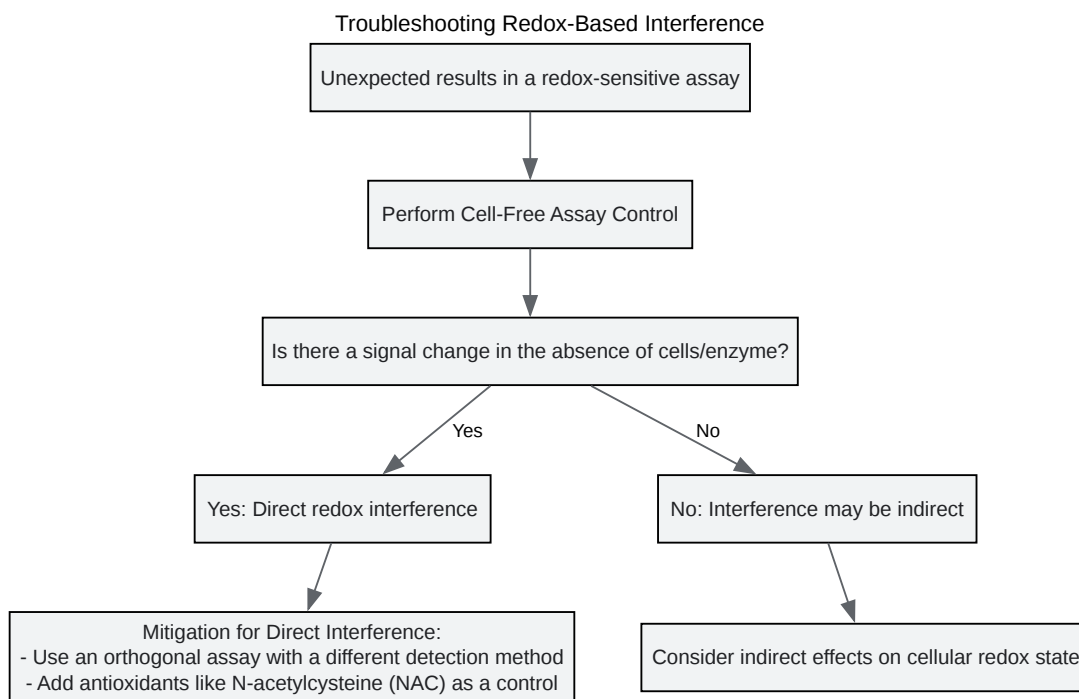 Troubleshooting Redox-Based Interference
Unexpected results in a redox-sensitive assay
Perform Cell-Free Assay Control
Is there a signal change in the absence of cells/enzyme?
Yes
No
Yes: Direct redox interference
No: Interference may be indirect
Mitigation for Direct Interference:
- Use an orthogonal assay with a different detection method
- Add antioxidants like N-acetylcysteine (NAC) as a control
Consider indirect effects on cellular redox state